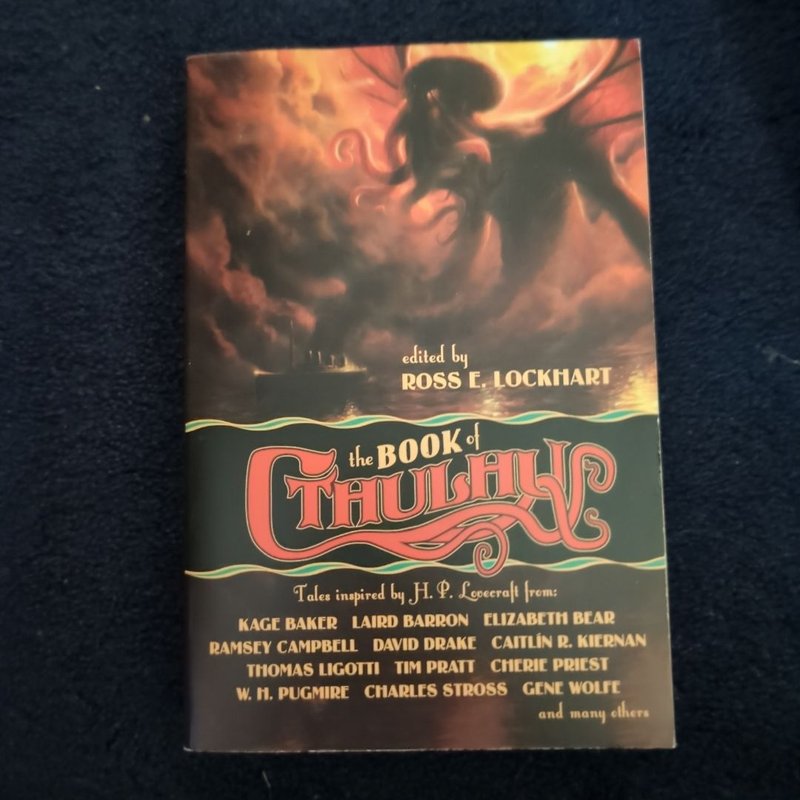 edited by
ROSS E. LOCKHART
the BOOK of
CTHULHU
Tales inspired by H. P. Lovecraft from:
KAGE BAKER LAIRD BARRON ELIZABETH BEAR
RAMSEY CAMPBELL DAVID DRAKE CAITLÍN R. KIERNAN
THOMAS LIGOTTI TIM PRATT CHERIE PRIEST
W. H. PUGMIRE CHARLES STROSS GENE WOLFE
and many others